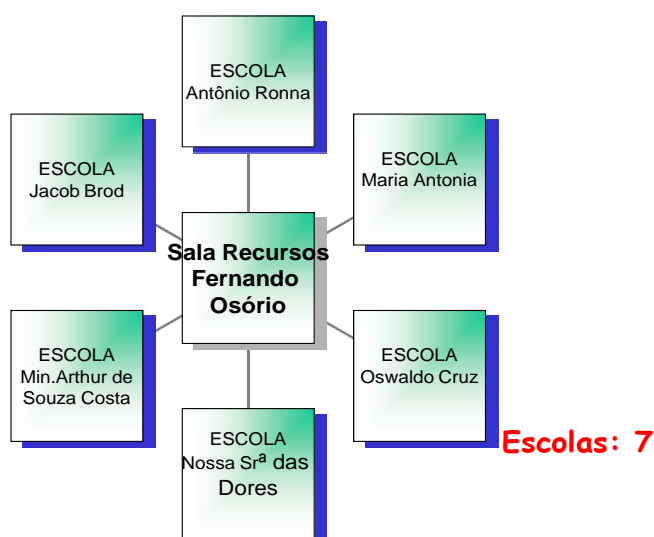 ESCOLA
Antônio Ronna
ESCOLA
Jacob Brod
ESCOLA
Maria Antonia
Sala Recursos
Fernando
Osório
ESCOLA
Min.Arthur de
Souza Costa
ESCOLA
Oswaldo Cruz
ESCOLA
Nossa Srª das
Dores
Escolas: 7